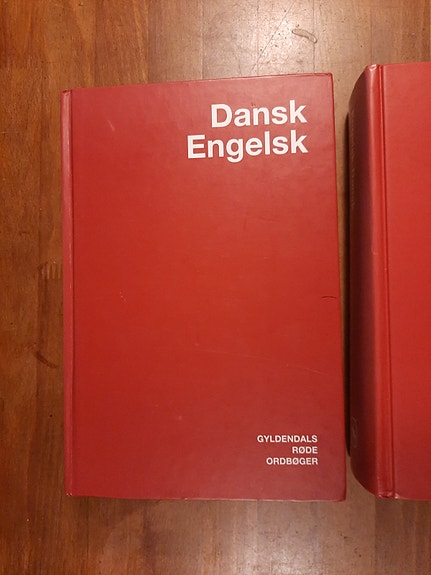 Dansk
Engelsk
GYLDENDALS
RØDE
ORDBØGER